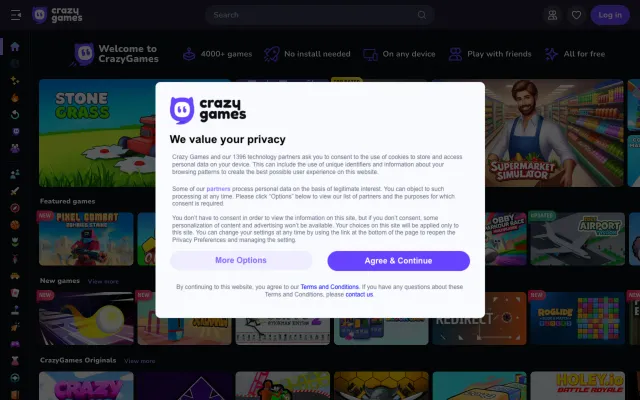 crazy games
Search
Log in
Welcome to CrazyGames
4000+ games
No install needed
On any device
Play with friends
All for free
STONE GRASS
SUPERMARKET SIMULATOR
crazy games
We value your privacy
Crazy Games and our 1396 technology partners ask you to consent to the use of cookies to store and access
personal data on your device. This can include the use of unique identifiers and information about your
browsing patterns to create the best possible user experience on this website.
Some of our partners process personal data on the basis of legitimate interest. You can object to such
processing at any time. Please click "Options" below to view our list of partners and the purposes for which
consent is required.
You don't have to consent in order to view the information on this site, but if you don't consent, some
personalization of content and advertising won't be available. Your choices on this site will be applied only to
this site. You can change your settings at any time by using the link at the bottom of the page to reopen the
Privacy Preferences and managing the setting.
More Options
Agree & Continue
By continuing to this website, you agree to our Terms and Conditions. If you have any questions about these
Terms and Conditions, please contact us
Featured games
NEW
PIXEL COMBAT
ZOMBIES STRIKE
UPDATED
AIRPORT
New games
View more
NEW
NEW
NEW
NEW
REDIRECT
ROGLIDE
CrazyGames Originals
View more
CRAZY
HOLEY.IO
BATTLE ROYALE